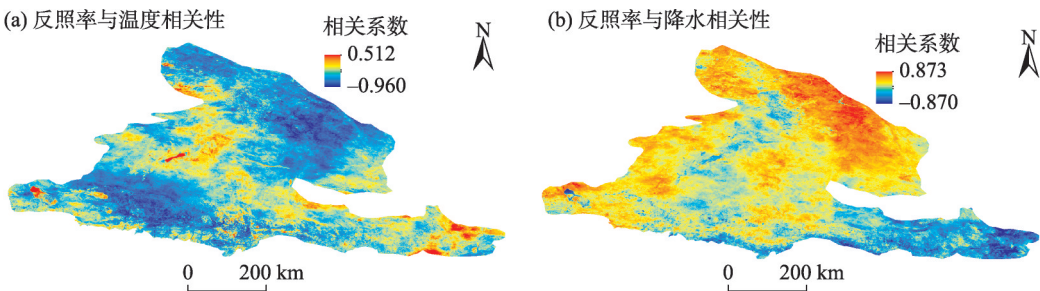 (a) 反照率与温度相关性
N
相关系数
0.512
–0.960
0 200 km
(b) 反照率与降水相关性
N
相关系数
0.873
–0.870
0 200 km